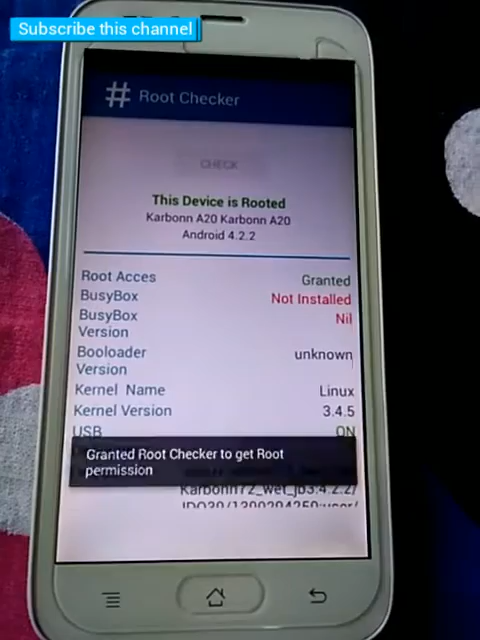 Subscribe this channel
# Root Checker
CHECK
This Device is Rooted
Karbonn A20 Karbonn A20
Android 4.2.2
Root Acces Granted
BusyBox Not Installed
BusyBox Nil
Version
Booloader unknown
Version
Kernel Name Linux
Kernel Version 3.4.5
USB ON
Granted Root Checker to get Root
permission